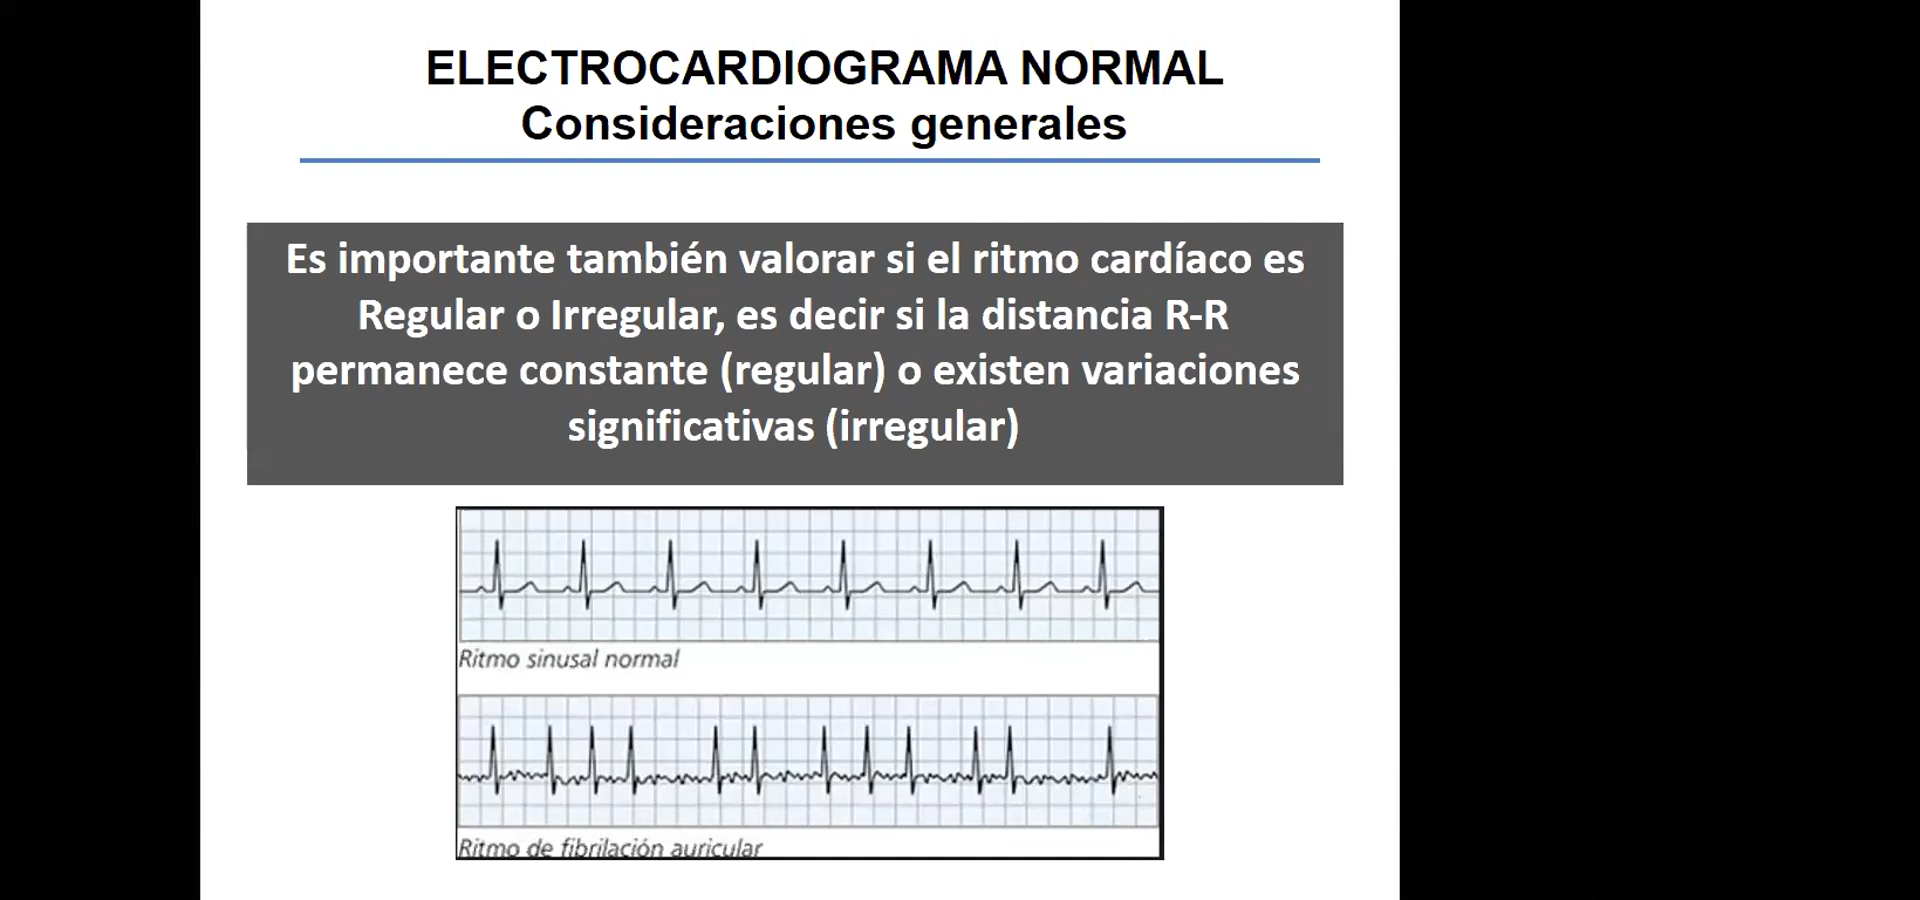 ELECTROCARDIOGRAMA NORMAL
Consideraciones generales
Es importante también valorar si el ritmo cardíaco es
Regular o Irregular, es decir si la distancia R-R
permanece constante (regular) o existen variaciones
significativas (irregular)
Ritmo sinusal normal
Ritmo de fibrilación auricular